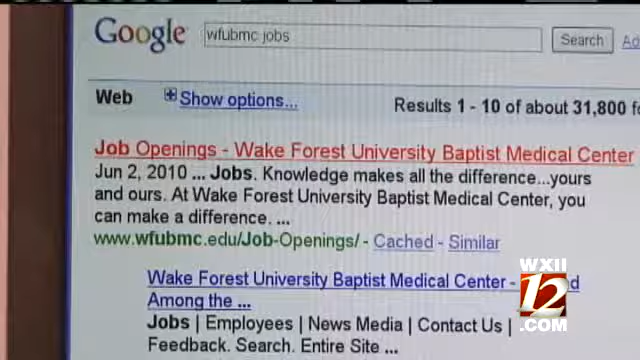 Google wfubmc jobs Search Ad
Web Show options... Results 1 - 10 of about 31,800 fo
Job Openings - Wake Forest University Baptist Medical Center
Jun 2, 2010 ... Jobs. Knowledge makes all the difference...yours
and ours. At Wake Forest University Baptist Medical Center, you
can make a difference. ...
www.wfubmc.edu/Job-Openings/ - Cached - Similar
Wake Forest University Baptist Medical Center -
Among the ...
Jobs | Employees | News Media | Contact Us |
Feedback. Search. Entire Site ...
WXII
12
.COM